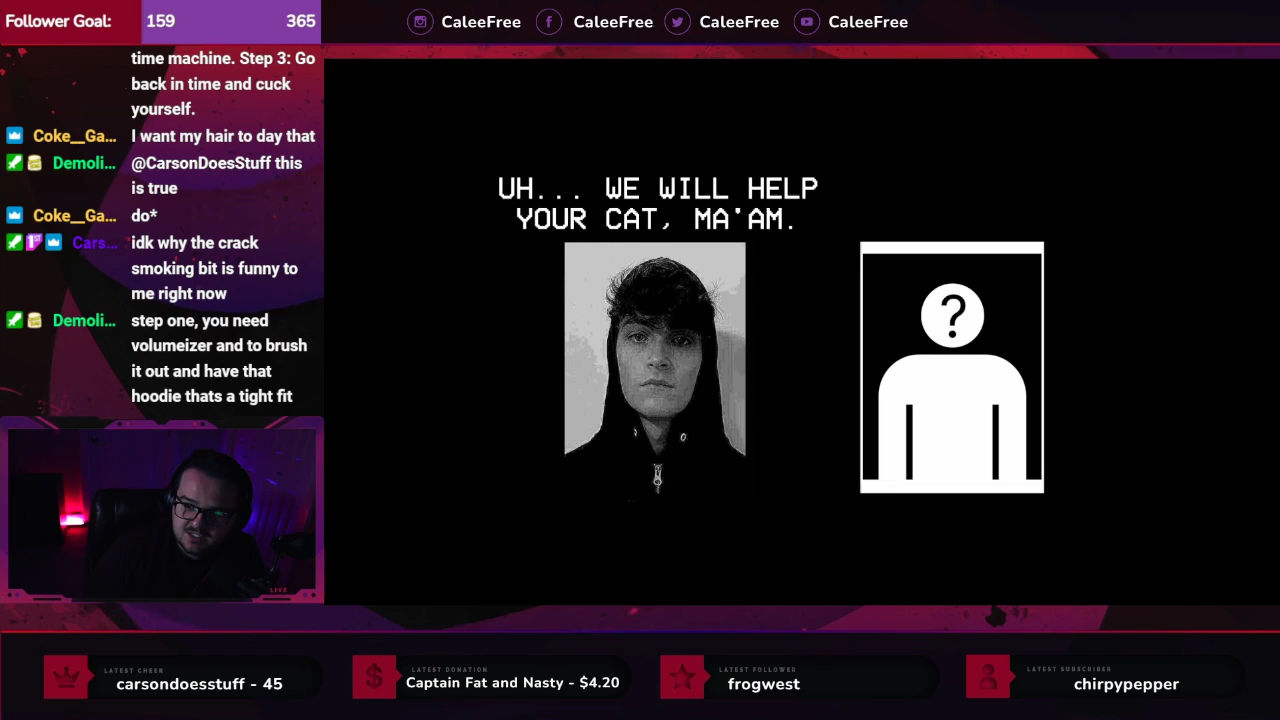 Follower Goal: 159 365
CaleeFree CaleeFree CaleeFree CaleeFree
time machine. Step 3: Go
back in time and cuck
yourself.
Coke__Ga... I want my hair to day that
Demoli... @CarsonDoesStuff this
is true
Coke__Ga... do*
Cars... idk why the crack
smoking bit is funny to
me right now
Demoli... step one, you need
volumeizer and to brush
it out and have that
hoodie thats a tight fit
UH... WE WILL HELP
YOUR CAT, MA'AM.
?
LIVE
LATEST CHEER
carsondoesstuff - 45
LATEST DONATION
Captain Fat and Nasty - $4.20
LATEST FOLLOWER
frogwest
LATEST SUBSCRIBER
chirpypepper